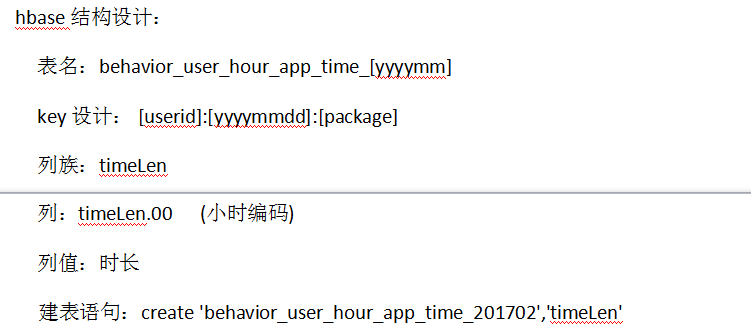 hbase 结构设计：
表名：behavior_user_hour_app_time_[yyyymm]
key 设计： [userid]:[yyyymmdd]:[package]
列族：timeLen
列：timeLen.00 (小时编码)
列值：时长
建表语句：create 'behavior_user_hour_app_time_201702','timeLen'